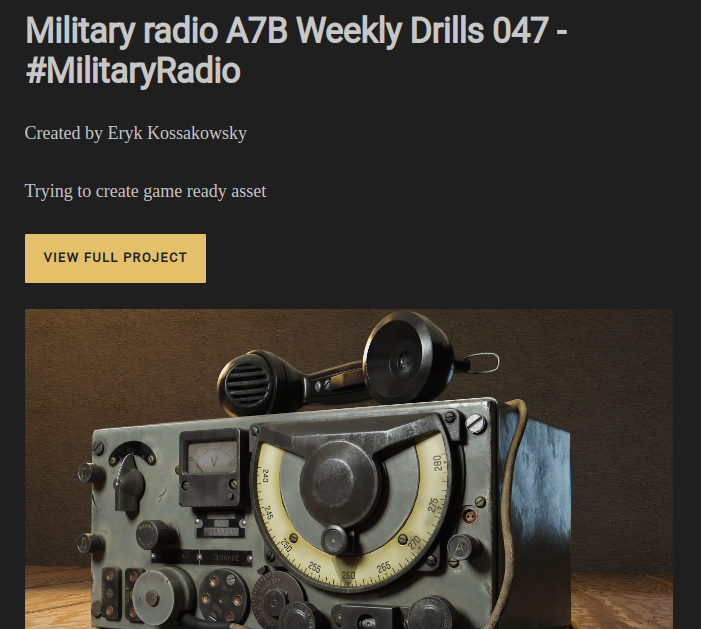 Military radio A7B Weekly Drills 047 -
#MilitaryRadio
Created by Eryk Kossakowsky
Trying to create game ready asset
VIEW FULL PROJECT
V
240
245
250
255
260
265
270
275
280
A